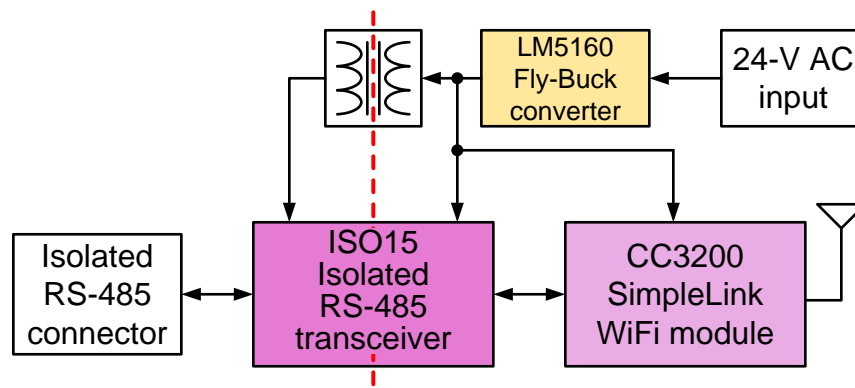 LM5160
Fly-Buck
converter
24-V AC
input
Isolated
RS-485
connector
ISO15
Isolated
RS-485
transceiver
CC3200
SimpleLink
WiFi module